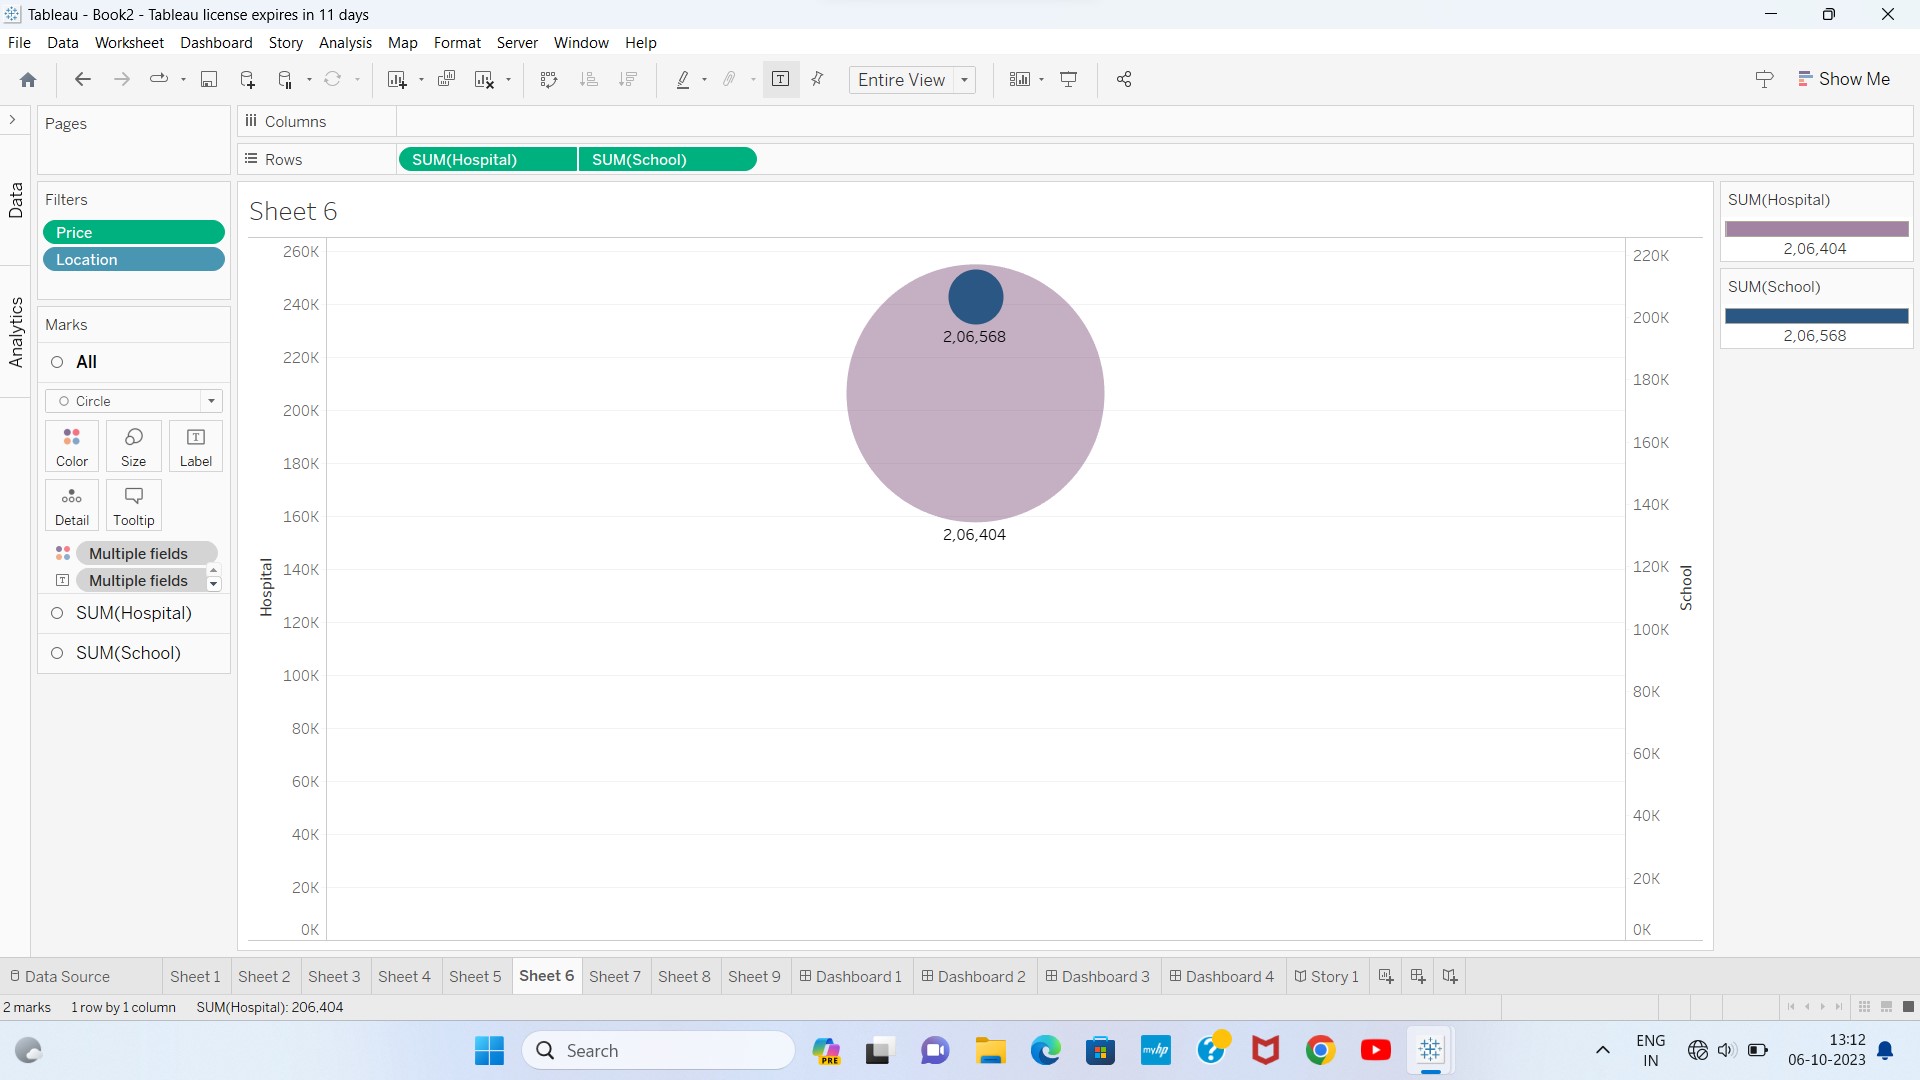 Tableau - Book2 - Tableau license expires in 11 days
File Data Worksheet Dashboard Story Analysis Map Format Server Window Help
Entire View
Show Me
Pages
Columns
Rows
SUM(Hospital) SUM(School)
Data
Analytics
Filters
Price
Location
Marks
All
Circle
Color Size Label
Detail Tooltip
Multiple fields
Multiple fields
SUM(Hospital)
SUM(School)
Sheet 6
260K
240K
220K
200K
180K
160K
140K
120K
100K
80K
60K
40K
20K
0K
Hospital
2,06,568
2,06,404
220K
200K
180K
160K
140K
120K
100K
80K
60K
40K
20K
0K
School
SUM(Hospital)
2,06,404
SUM(School)
2,06,568
Data Source Sheet 1 Sheet 2 Sheet 3 Sheet 4 Sheet 5 Sheet 6 Sheet 7 Sheet 8 Sheet 9 Dashboard 1 Dashboard 2 Dashboard 3 Dashboard 4 Story 1
2 marks 1 row by 1 column SUM(Hospital): 206,404
Search
PRE
myhp
ENG
IN
13:12
06-10-2023